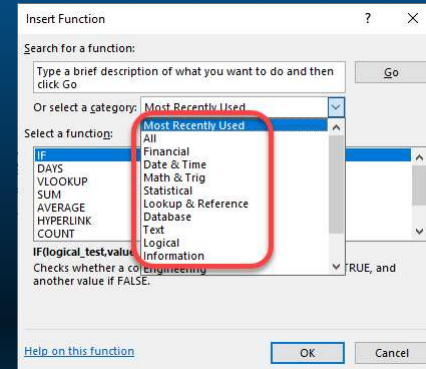 Insert Function ? ×
Search for a function:
Type a brief description of what you want to do and then
click Go
Go
Or select a category: Most Recently Used
Most Recently Used
All
Financial
Date & Time
Math & Trig
Statistical
Lookup & Reference
Database
Text
Logical
Information
Engineering
Select a function:
IF
DAYS
VLOOKUP
SUM
AVERAGE
HYPERLINK
COUNT
IF(logical_test,value
Checks whether a co TRUE, and
another value if FALSE.
Help on this function
OK Cancel